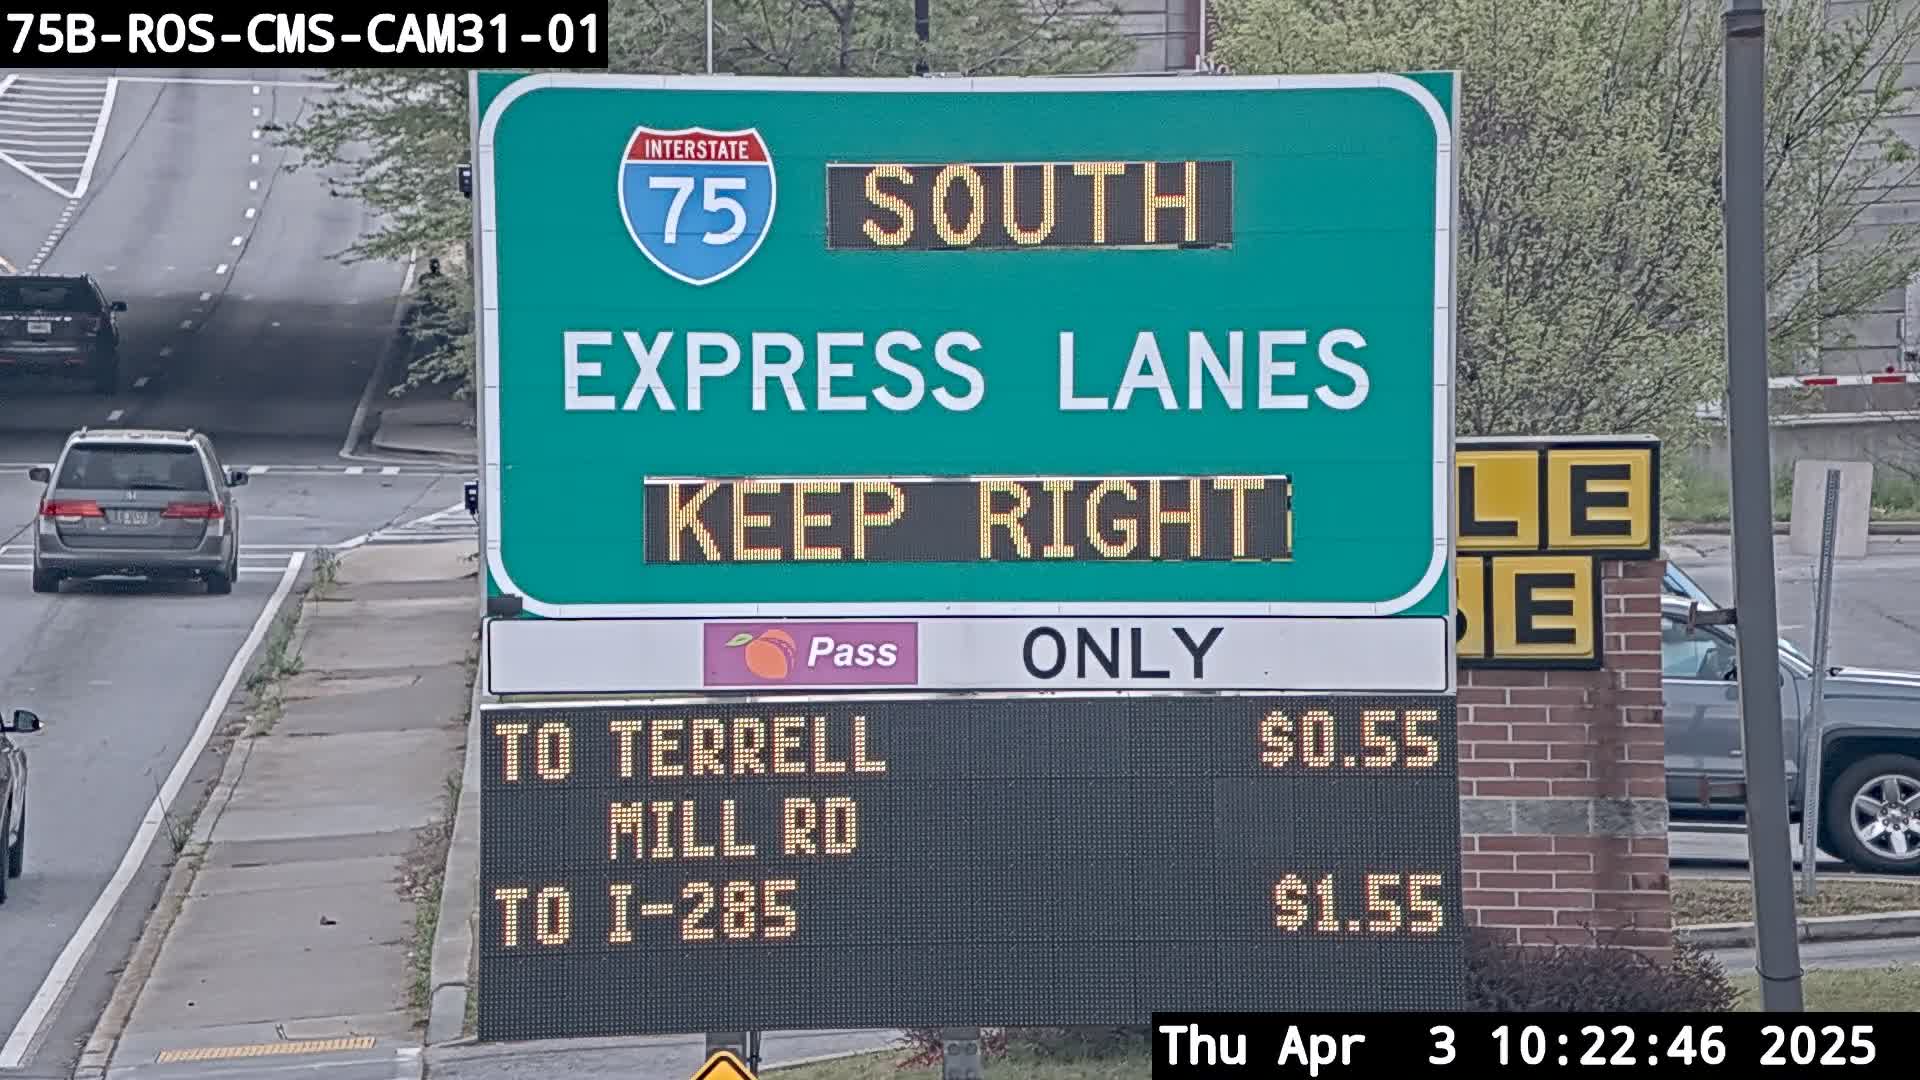 75B-ROS-CMS-CAM31-01
INTERSTATE
75
SOUTH
EXPRESS LANES
KEEP RIGHT
Pass ONLY
TO TERRELL $0.55
MILL RD
TO I-285 $1.55
LE
E
Thu Apr 3 10:22:46 2025